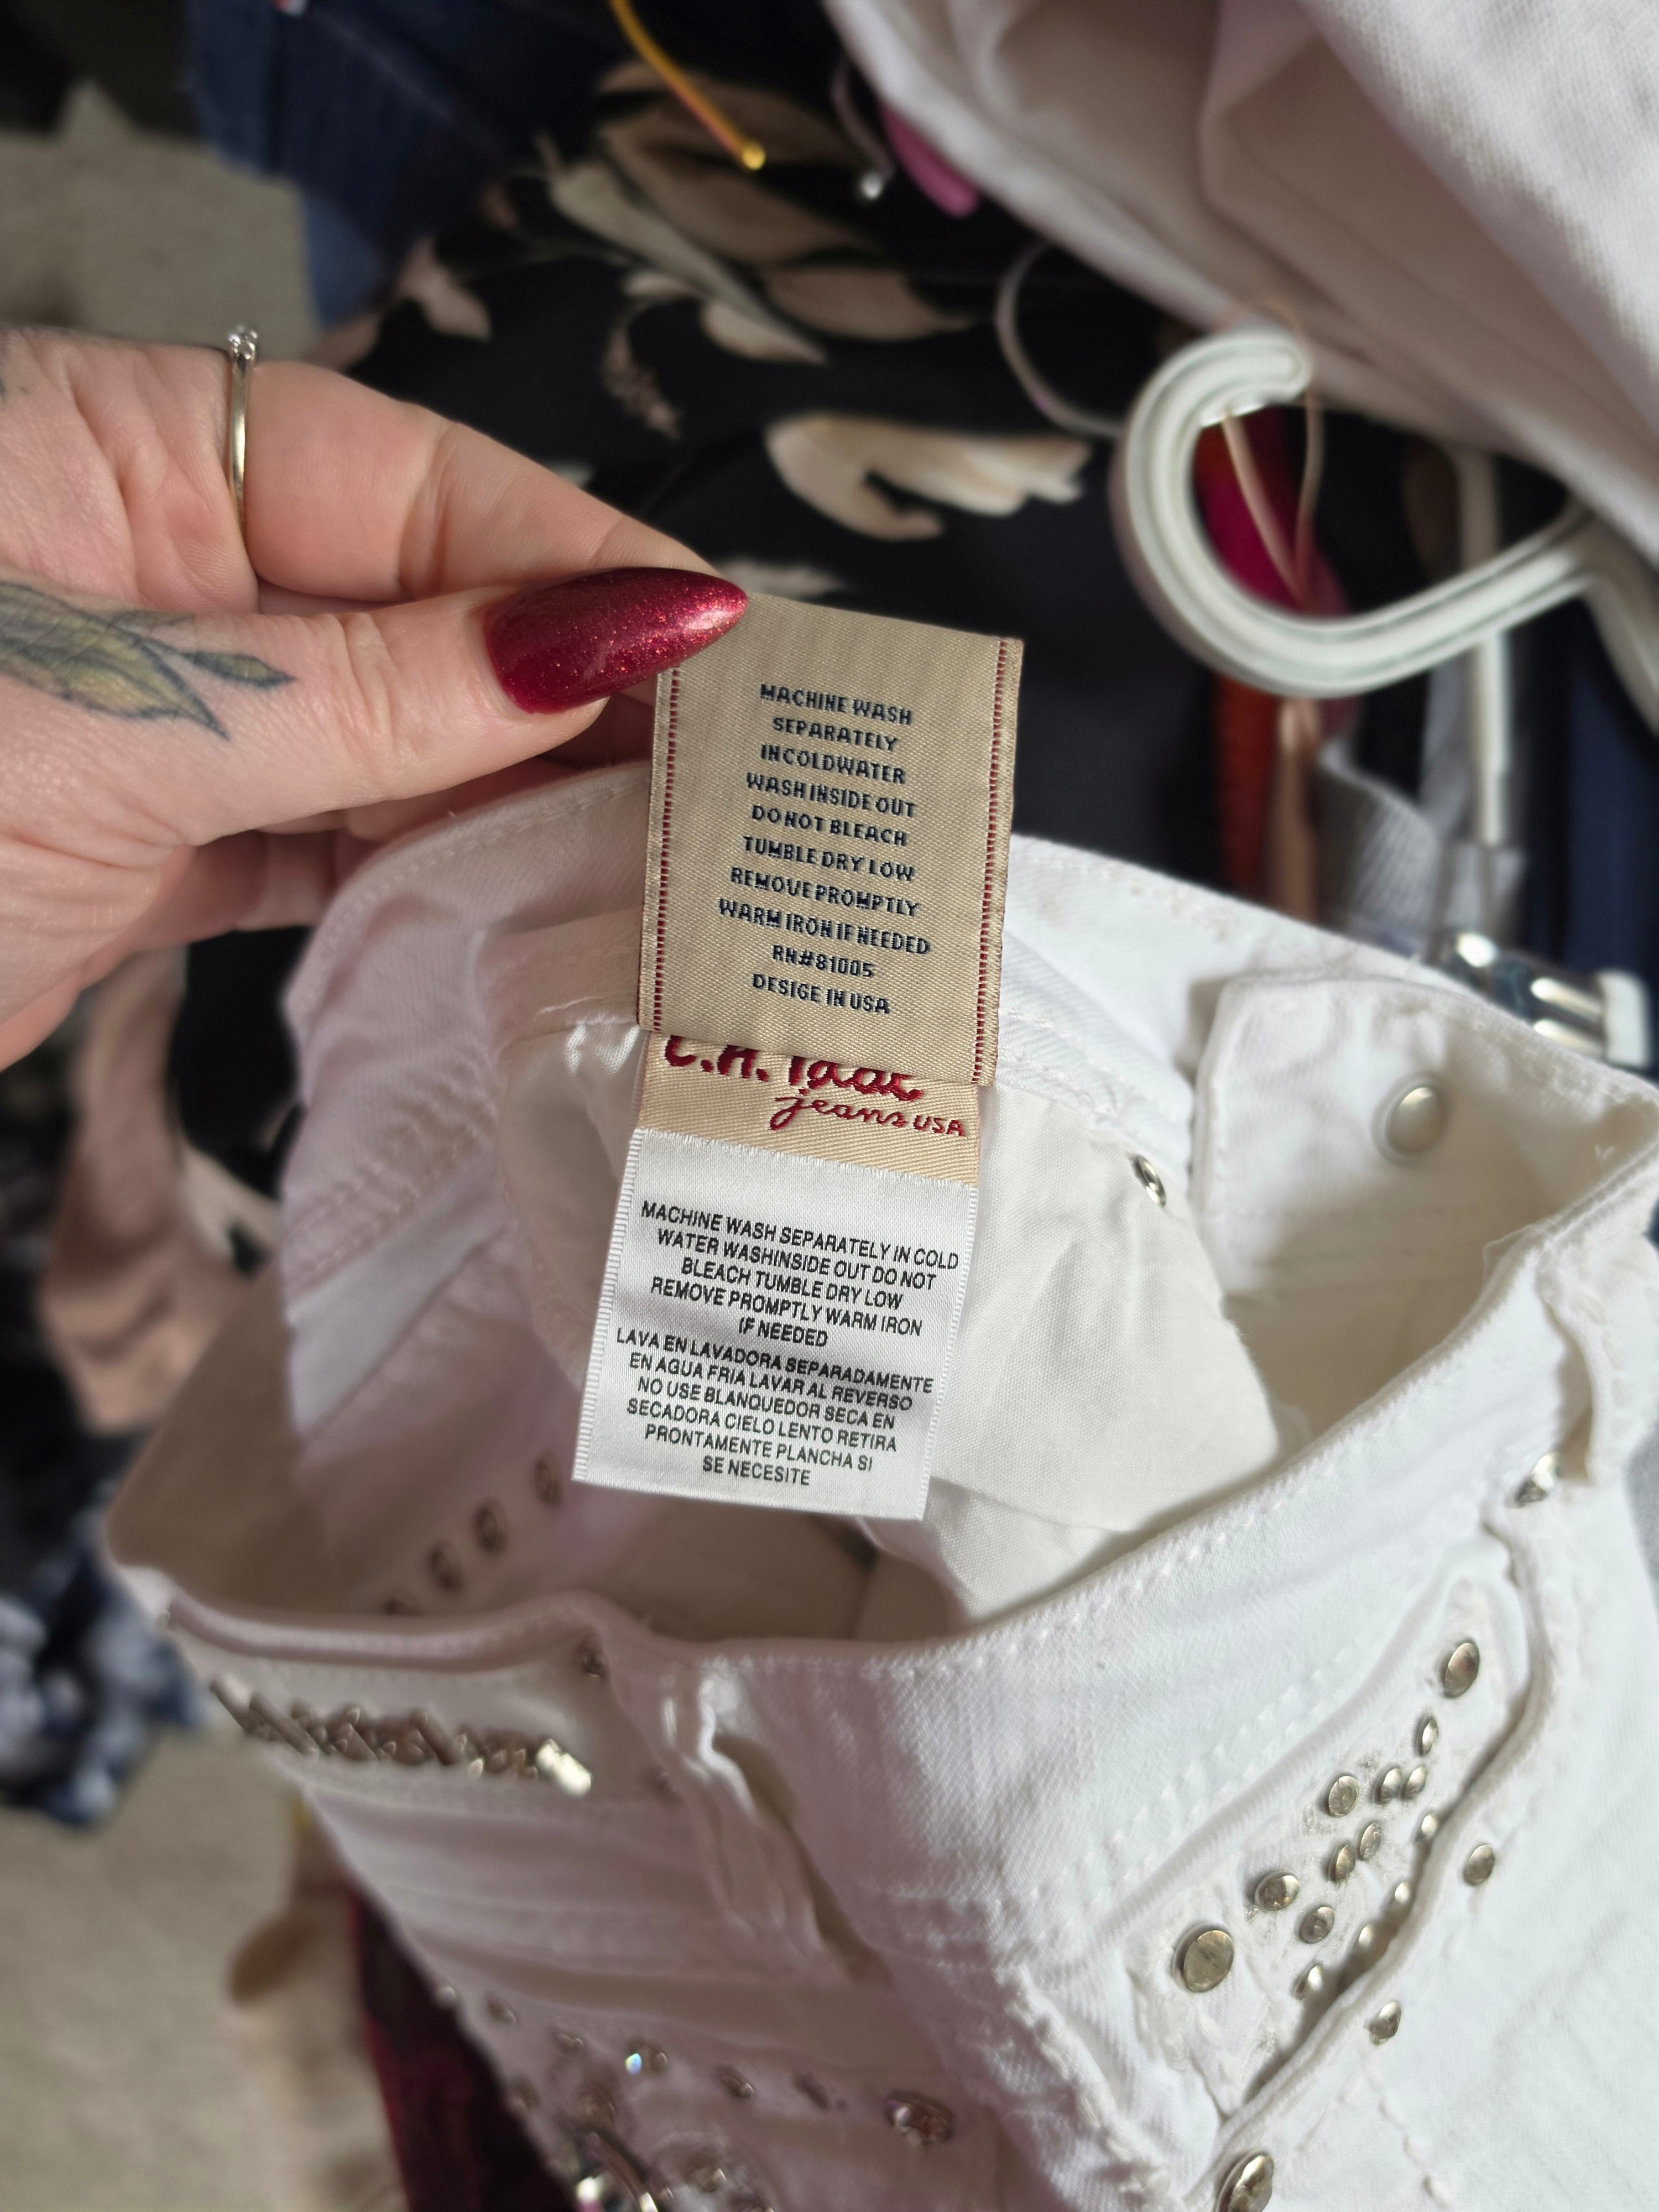 MACHINE WASH
SEPARATELY
IN COLD WATER
WASH INSIDE OUT
DO NOT BLEACH
TUMBLE DRY LOW
REMOVE PROMPTLY
WARM IRON IF NEEDED
RN#81005
DESIGE IN USA
jeans USA
MACHINE WASH SEPARATELY IN COLD
WATER WASHINSIDE OUT DO NOT
BLEACH TUMBLE DRY LOW
REMOVE PROMPTLY WARM IRON
IF NEEDED
LAVA EN LAVADORA SEPARADAMENTE
EN AGUA FRIA LAVAR AL REVERSO
NO USE BLANQUEDOR SECA EN
SECADORA CIELO LENTO RETIRA
PRONTAMENTE PLANCHA SI
SE NECESITE